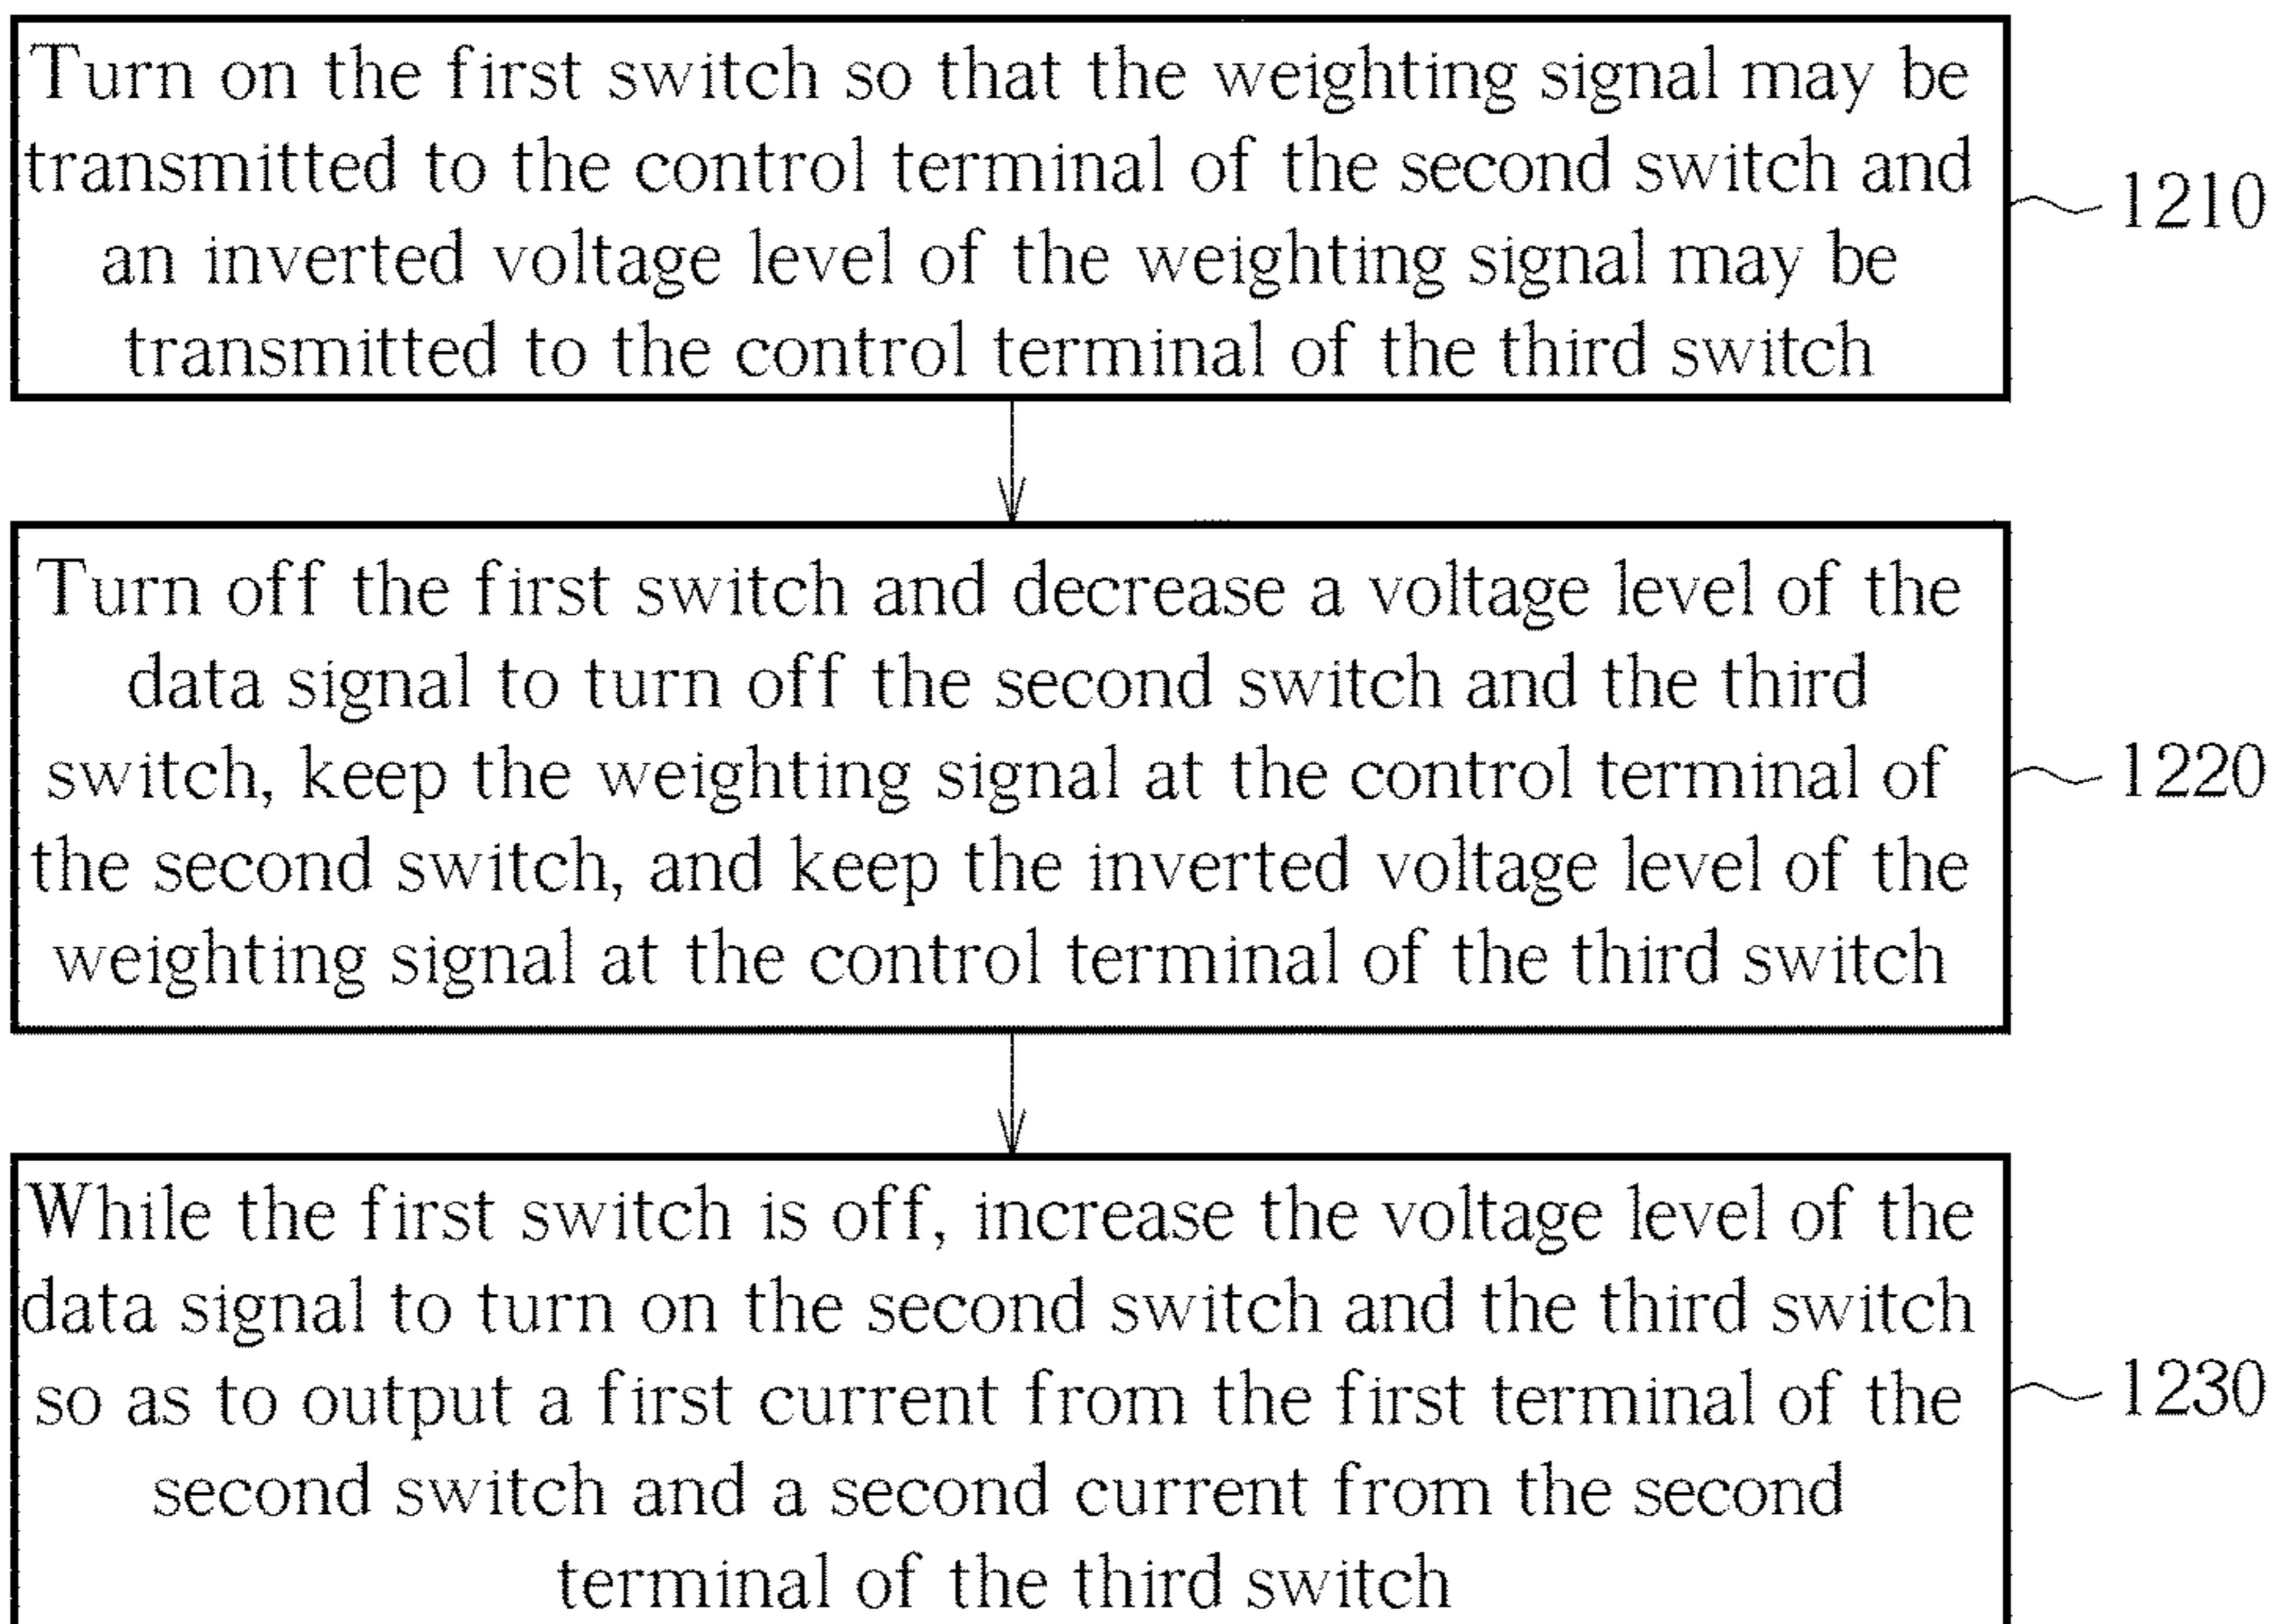 Turn on the first switch so that the weighting signal may be
transmitted to the control terminal of the second switch and
an inverted voltage level of the weighting signal may be
transmitted to the control terminal of the third switch
1210
Turn off the first switch and decrease a voltage level of the
data signal to turn off the second switch and the third
switch, keep the weighting signal at the control terminal of
the second switch, and keep the inverted voltage level of the
weighting signal at the control terminal of the third switch
1220
While the first switch is off, increase the voltage level of the
data signal to turn on the second switch and the third switch
so as to output a first current from the first terminal of the
second switch and a second current from the second
terminal of the third switch
1230